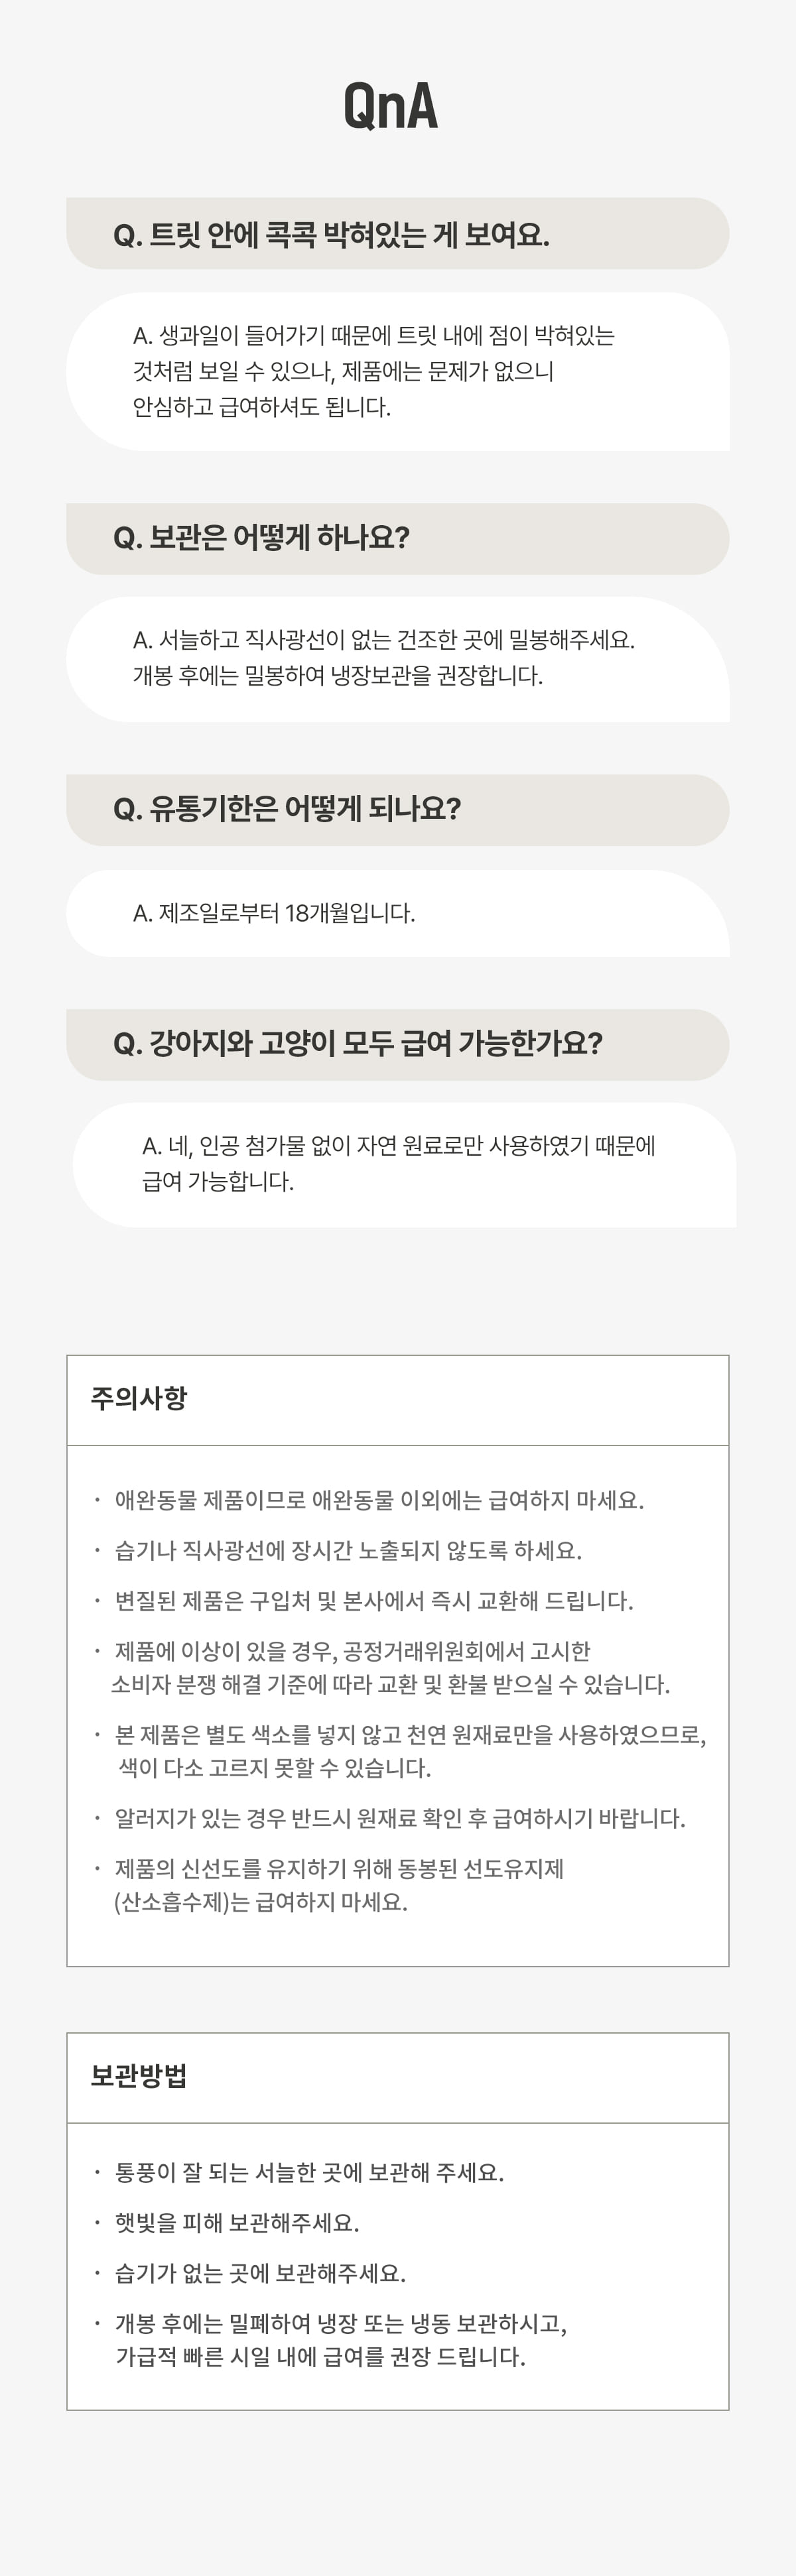 QnA
Q. 트릿 안에 콕콕 박혀있는 게 보여요.
A. 생과일이 들어가기 때문에 트릿 내에 점이 박혀있는
것처럼 보일 수 있으나, 제품에는 문제가 없으니
안심하고 급여하셔도 됩니다.
Q. 보관은 어떻게 하나요?
A. 서늘하고 직사광선이 없는 건조한 곳에 밀봉해주세요.
개봉 후에는 밀봉하여 냉장보관을 권장합니다.
Q. 유통기한은 어떻게 되나요?
A. 제조일로부터 18개월입니다.
Q. 강아지와 고양이 모두 급여 가능한가요?
A. 네, 인공 첨가물 없이 자연 원료로만 사용하였기 때문에
급여 가능합니다.
주의사항
· 애완동물 제품이므로 애완동물 이외에는 급여하지 마세요.
· 습기나 직사광선에 장시간 노출되지 않도록 하세요.
· 변질된 제품은 구입처 및 본사에서 즉시 교환해 드립니다.
· 제품에 이상이 있을 경우, 공정거래위원회에서 고시한
소비자 분쟁 해결 기준에 따라 교환 및 환불 받으실 수 있습니다.
· 본 제품은 별도 색소를 넣지 않고 천연 원재료만을 사용하였으므로,
색이 다소 고르지 못할 수 있습니다.
· 알러지가 있는 경우 반드시 원재료 확인 후 급여하시기 바랍니다.
· 제품의 신선도를 유지하기 위해 동봉된 선도유지제
(산소흡수제)는 급여하지 마세요.
보관방법
· 통풍이 잘 되는 서늘한 곳에 보관해 주세요.
· 햇빛을 피해 보관해주세요.
· 습기가 없는 곳에 보관해주세요.
· 개봉 후에는 밀폐하여 냉장 또는 냉동 보관하시고,
가급적 빠른 시일 내에 급여를 권장 드립니다.